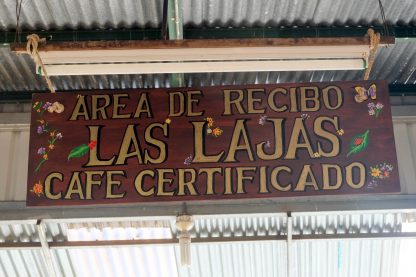 AREA DE RECIBO
LAS LAJAS
CAFE CERTIFICADO